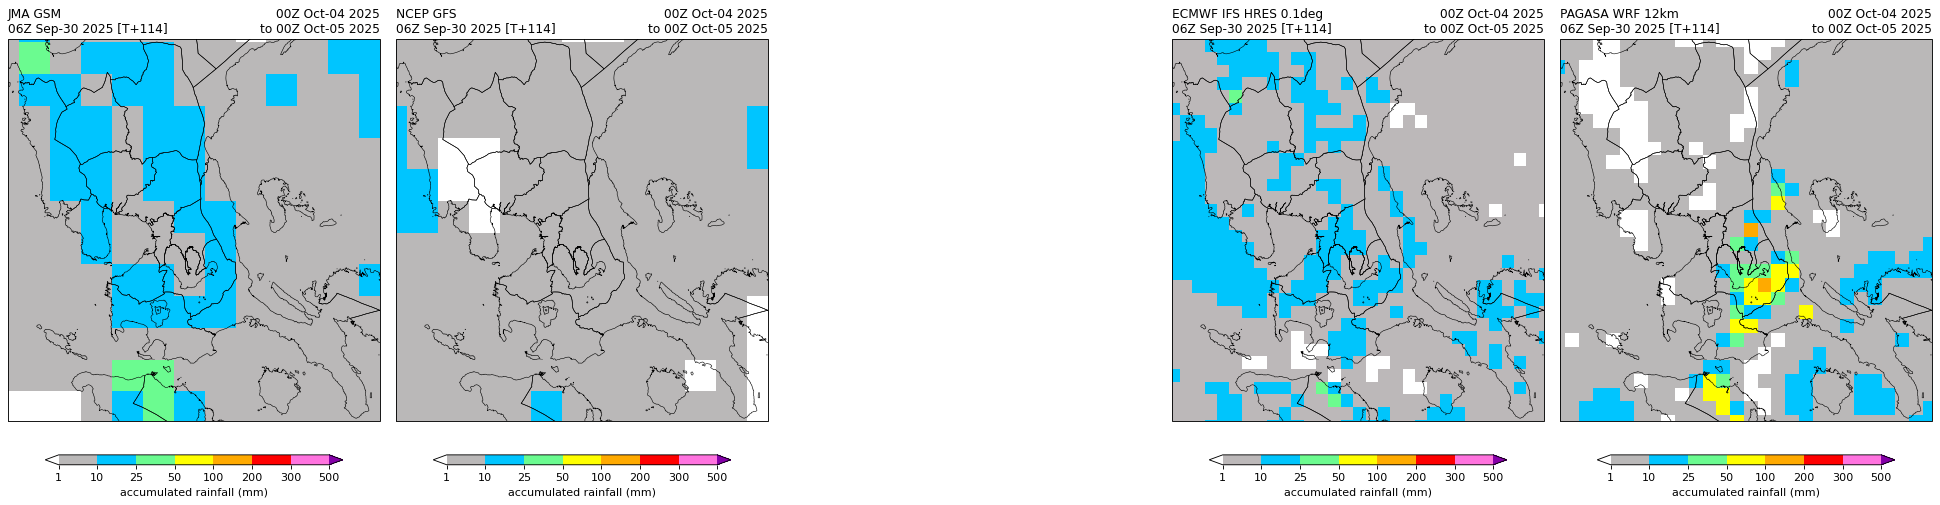 JMA GSM 00Z Oct-04 2025
06Z Sep-30 2025 [T+114] to 00Z Oct-05 2025
1 10 25 50 100 200 300 500
accumulated rainfall (mm)
NCEP GFS 00Z Oct-04 2025
06Z Sep-30 2025 [T+114] to 00Z Oct-05 2025
1 10 25 50 100 200 300 500
accumulated rainfall (mm)
ECMWF IFS HRES 0.1deg 00Z Oct-04 2025
06Z Sep-30 2025 [T+114] to 00Z Oct-05 2025
1 10 25 50 100 200 300 500
accumulated rainfall (mm)
PAGASA WRF 12km 00Z Oct-04 2025
06Z Sep-30 2025 [T+114] to 00Z Oct-05 2025
1 10 25 50 100 200 300 500
accumulated rainfall (mm)